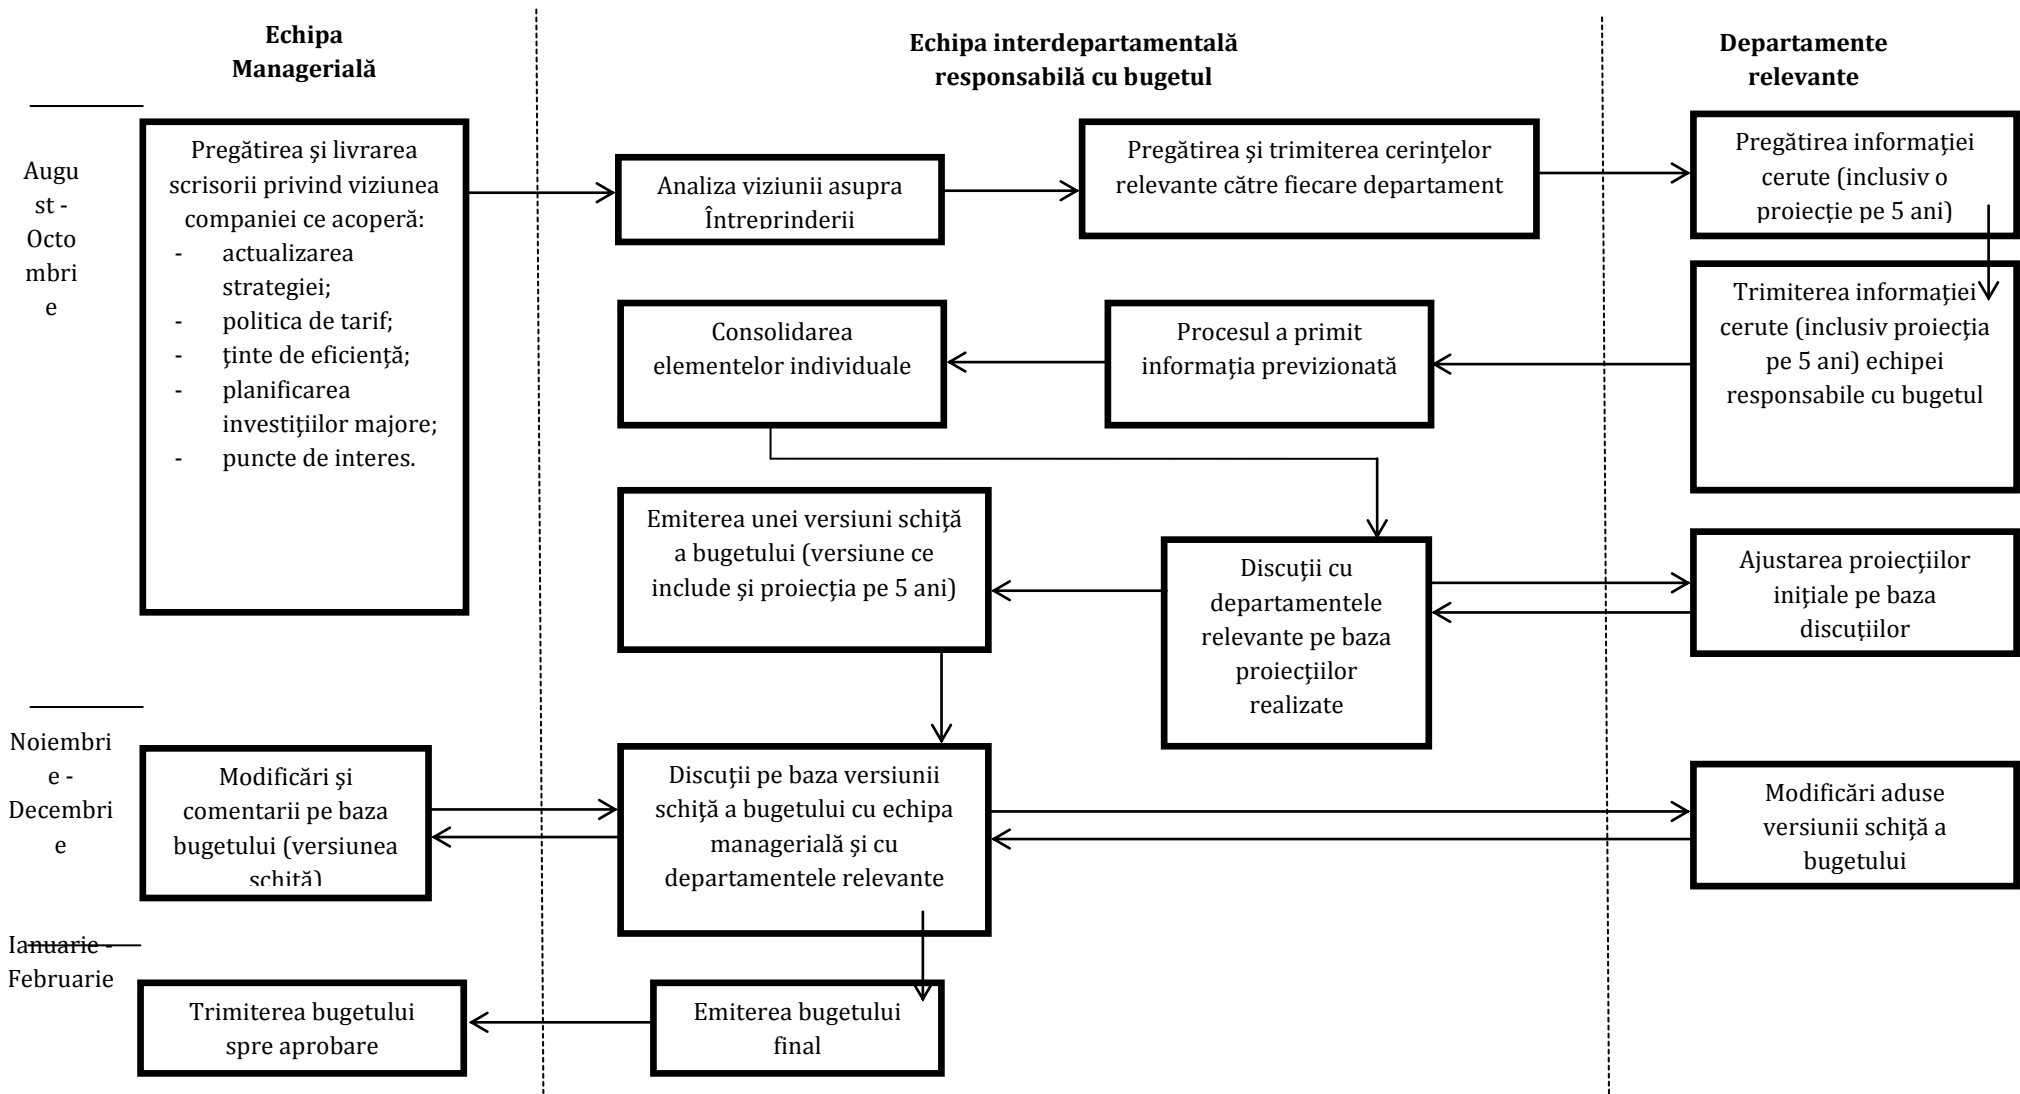 Echipa
Managerială
Echipa interdepartamentală
responsabilă cu bugetul
Departamente
relevante
Augu
st -
Octo
mbri
e
Pregătirea şi livrarea
scrisorii privind viziunea
companiei ce acoperă:
- actualizarea
strategiei;
- politica de tarif;
- ţinte de eficienţă;
- planificarea
investiţiilor majore;
- puncte de interes.
Analiza viziunii asupra
Întreprinderii
Pregătirea şi trimiterea cerinţelor
relevante către fiecare departament
Pregătirea informaţiei
cerute (inclusiv o
proiecţie pe 5 ani)
Consolidarea
elementelor individuale
Procesul a primit
informaţia previzionată
Trimiterea informaţiei
cerute (inclusiv proiecţia
pe 5 ani) echipei
responsabile cu bugetul
Emiterea unei versiuni schiţă
a bugetului (versiune ce
include şi proiecţia pe 5 ani)
Discuţii cu
departamentele
relevante pe baza
proiecţiilor
realizate
Ajustarea proiecţiilor
iniţiale pe baza
discuţiilor
Noiembri
e -
Decembri
e
Modificări şi
comentarii pe baza
bugetului (versiunea
schiţă)
Discuţii pe baza versiunii
schiţă a bugetului cu echipa
managerială şi cu
departamentele relevante
Modificări aduse
versiunii schiţă a
bugetului
Ianuarie -
Februarie
Trimiterea bugetului
spre aprobare
Emiterea bugetului
final